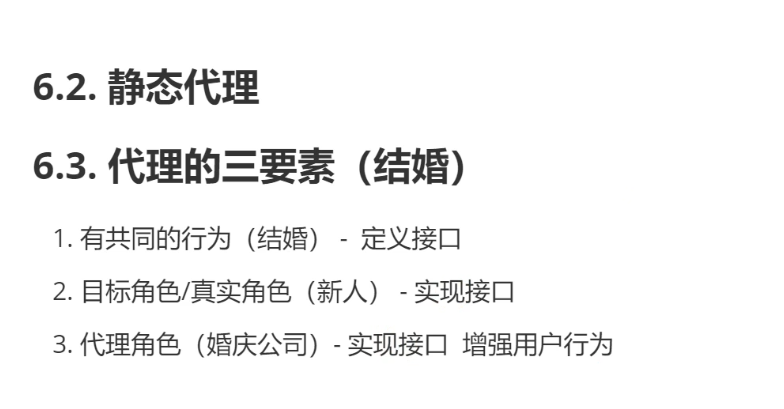 6.2. 静态代理
6.3. 代理的三要素（结婚）
1. 有共同的行为（结婚） - 定义接口
2. 目标角色/真实角色（新人） - 实现接口
3. 代理角色（婚庆公司）- 实现接口 增强用户行为